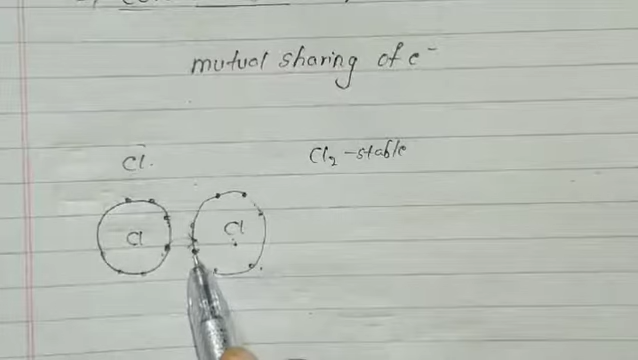 mutual sharing of e⁻
Cl. Cl₂ -stable
Cl Cl